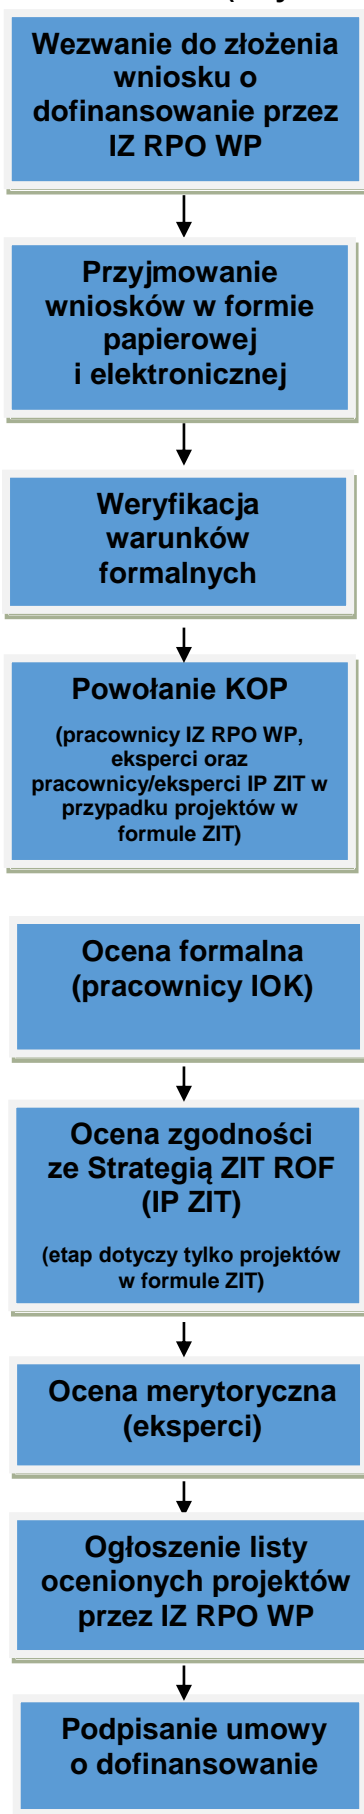 Wezwanie do złożenia
wniosku o
dofinansowanie przez
IZ RPO WP
Przyjmowanie
wniosków w formie
papierowej
i elektronicznej
Weryfikacja
warunków
formalnych
Powołanie KOP
(pracownicy IZ RPO WP,
eksperci oraz
pracownicy/eksperci IP ZIT w
przypadku projektów w
formule ZIT)
Ocena formalna
(pracownicy IOK)
Ocena zgodności
ze Strategią ZIT ROF
(IP ZIT)
(etap dotyczy tylko projektów
w formule ZIT)
Ocena merytoryczna
(eksperci)
Ogłoszenie listy
ocenionych projektów
przez IZ RPO WP
Podpisanie umowy
o dofinansowanie